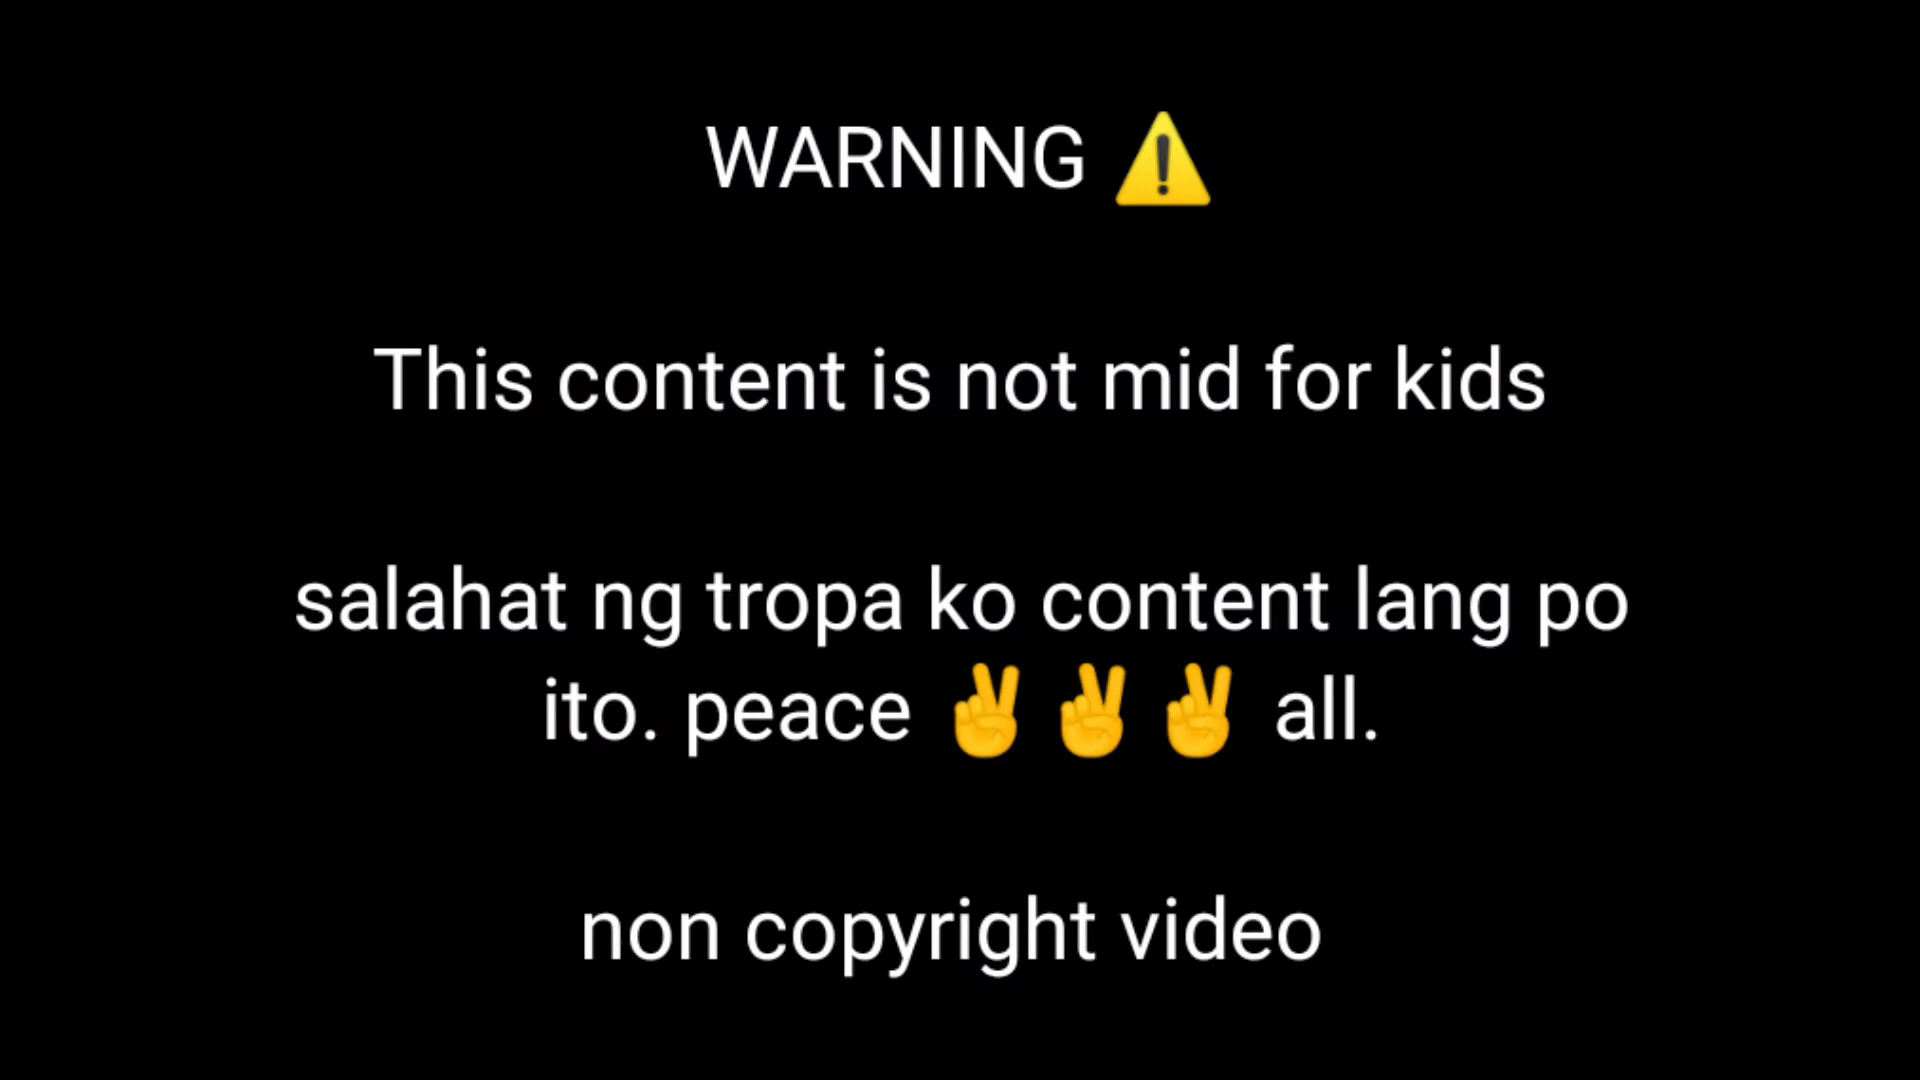 WARNING ⚠️
This content is not mid for kids
salahat ng tropa ko content lang po
ito. peace ✌️✌️✌️ all.
non copyright video